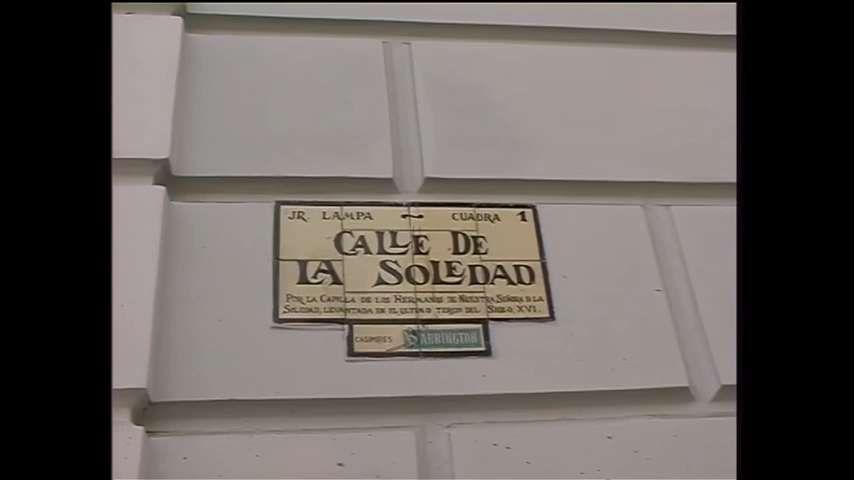 JR. LAMPA ~ CUADRA 1
CALLE DE
LA SOLEDAD
POR LA CAPILLA DE LOS HERMANOS DE NUESTRA SEÑORA D LA
SOLEDAD, LEVANTADA EN EL ULTIMO TERCIO DEL SIGLO XVI.
CASIMIRES BARRINGTON